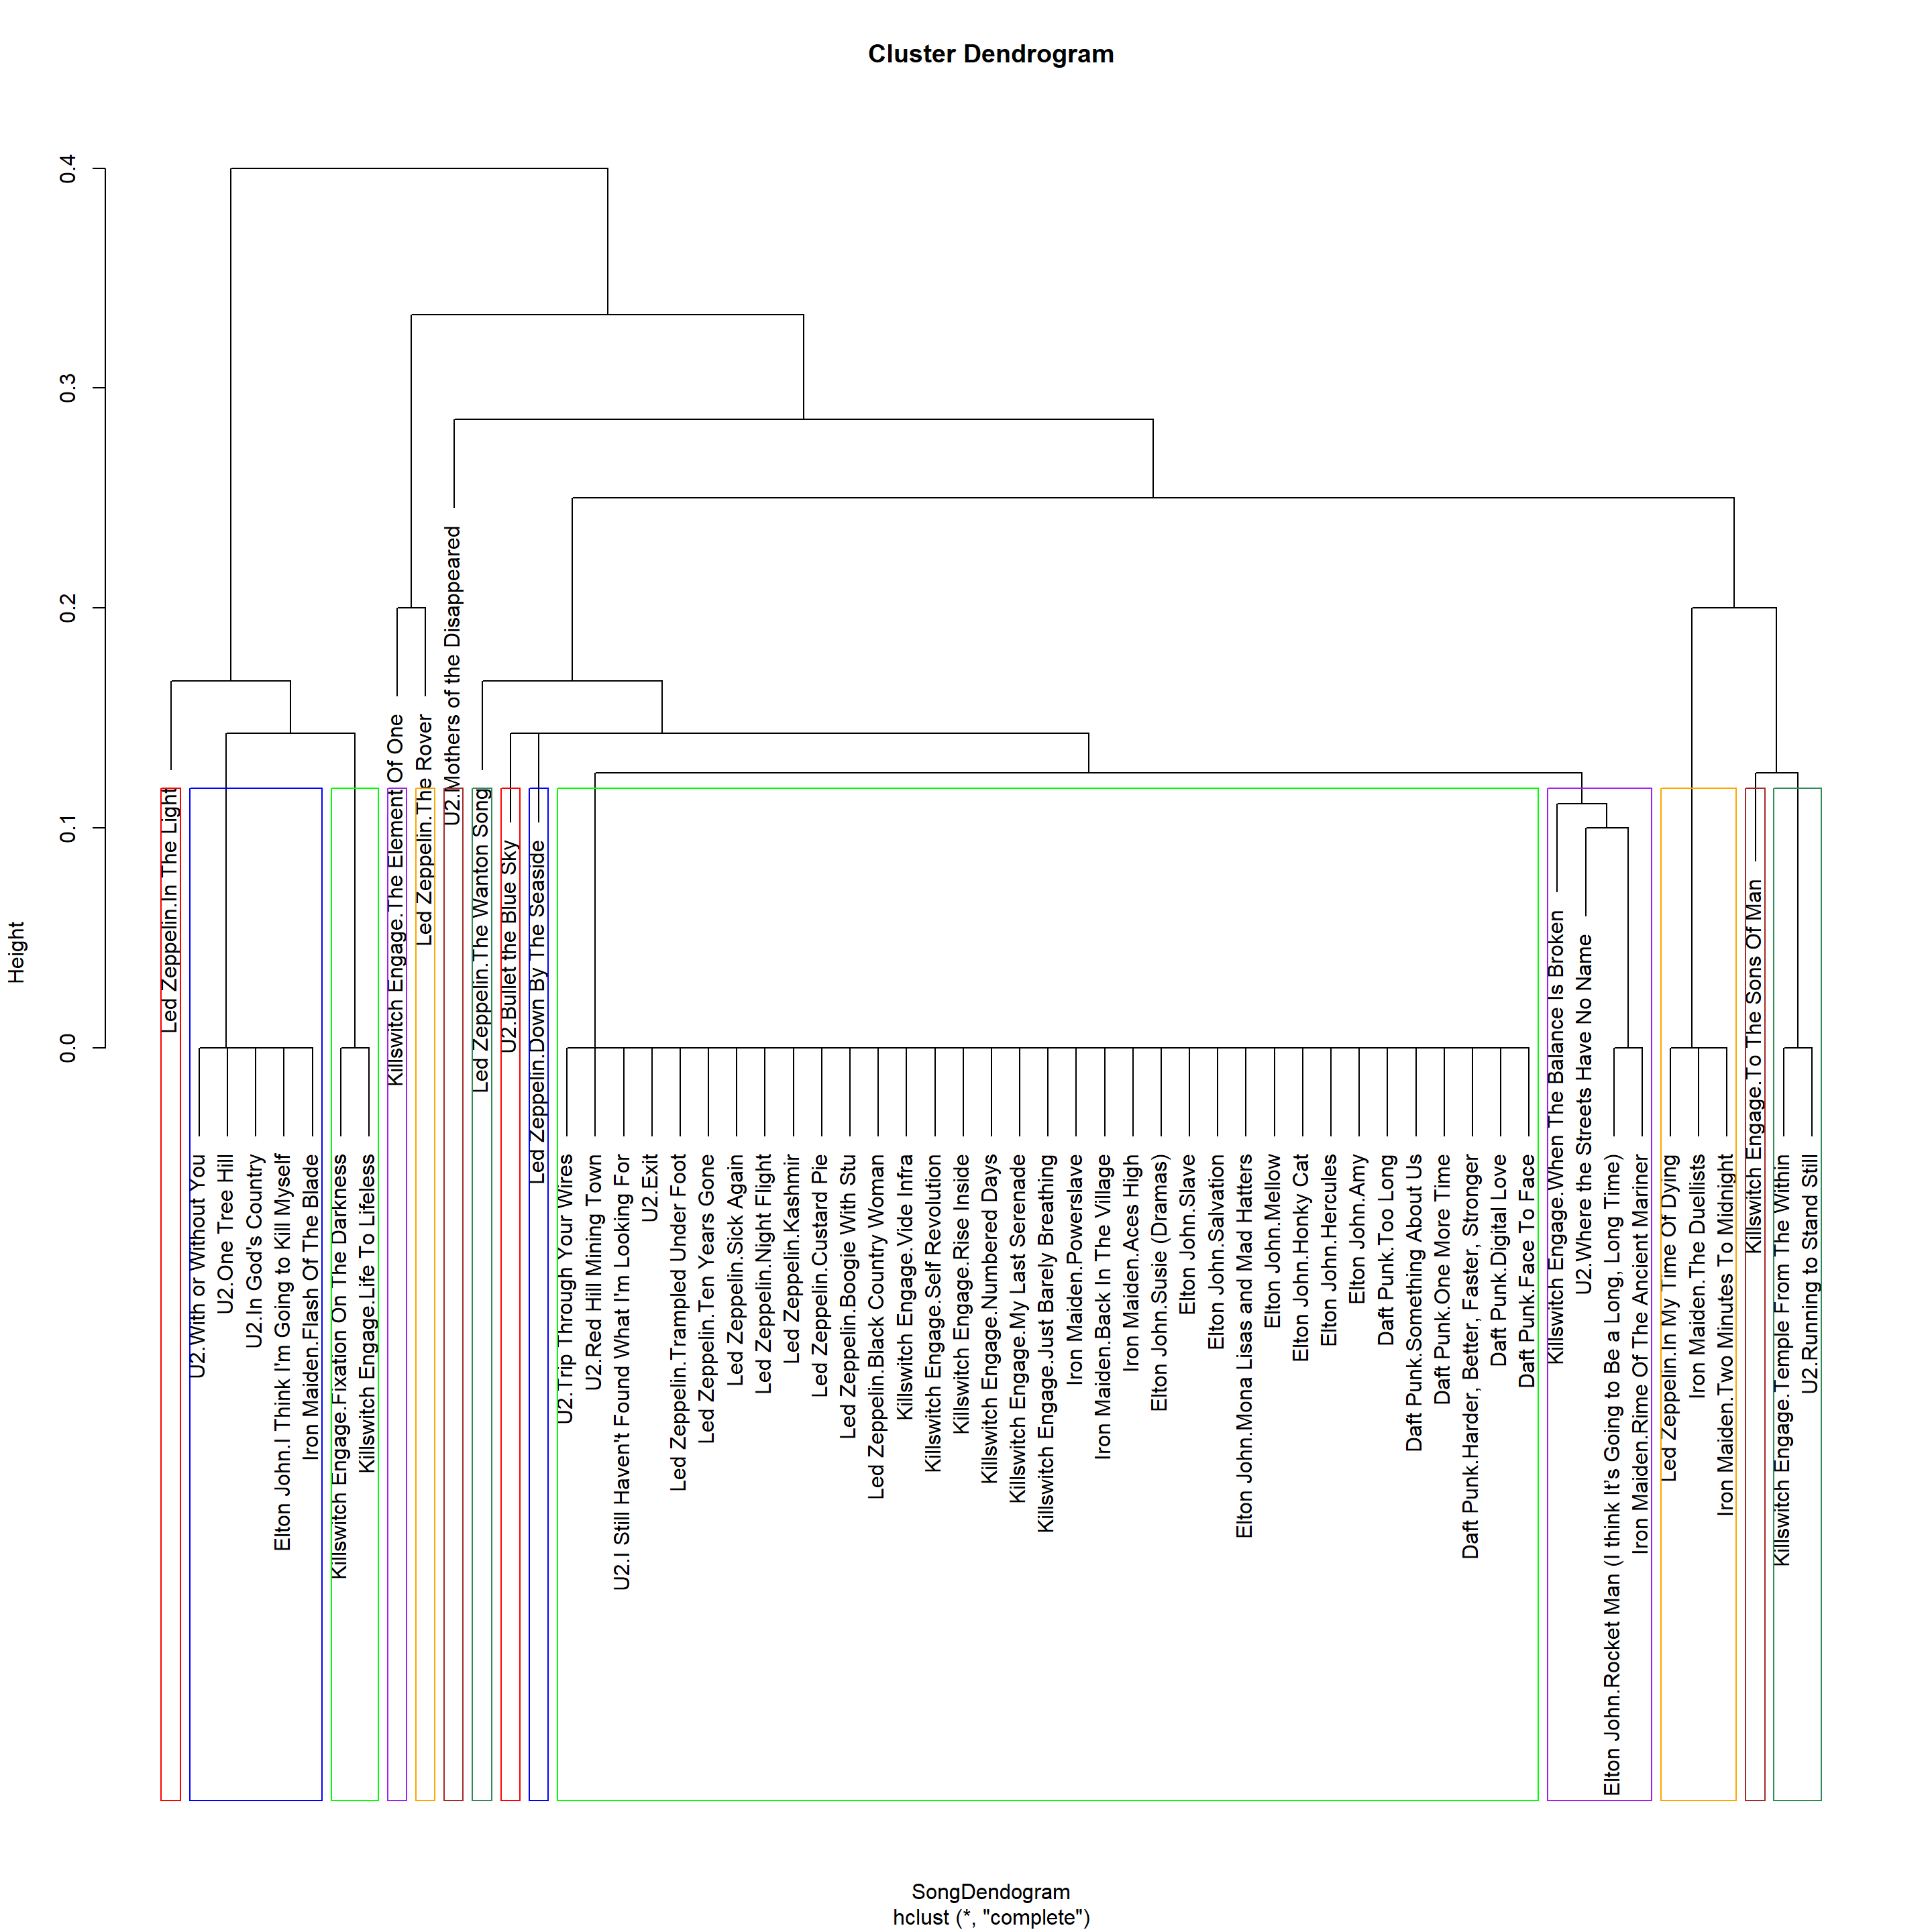 Cluster Dendrogram
0.4
0.3
0.2
0.1
0.0
Height
Led Zeppelin.In The Light
U2.With or Without You
U2.One Tree Hill
U2.In God's Country
Elton John.I Think I'm Going to Kill Myself
Iron Maiden.Flash Of The Blade
Killswitch Engage.Fixation On The Darkness
Killswitch Engage.Life To Lifeless
Killswitch Engage.The Element Of One
Led Zeppelin.The Rover
U2.Mothers of the Disappeared
Led Zeppelin.The Wanton Song
U2.Bullet the Blue Sky
Led Zeppelin.Down By The Seaside
U2.Trip Through Your Wires
U2.Red Hill Mining Town
U2.I Still Haven't Found What I'm Looking For
U2.Exit
Led Zeppelin.Trampled Under Foot
Led Zeppelin.Ten Years Gone
Led Zeppelin.Sick Again
Led Zeppelin.Night Flight
Led Zeppelin.Kashmir
Led Zeppelin.Custard Pie
Led Zeppelin.Boogie With Stu
Led Zeppelin.Black Country Woman
Killswitch Engage.Vide Infra
Killswitch Engage.Self Revolution
Killswitch Engage.Rise Inside
Killswitch Engage.Numbered Days
Killswitch Engage.My Last Serenade
Killswitch Engage.Just Barely Breathing
Iron Maiden.Powerslave
Iron Maiden.Back In The Village
Iron Maiden.Aces High
Elton John.Susie (Dramas)
Elton John.Slave
Elton John.Salvation
Elton John.Mona Lisas and Mad Hatters
Elton John.Mellow
Elton John.Honky Cat
Elton John.Hercules
Elton John.Amy
Daft Punk.Too Long
Daft Punk.Something About Us
Daft Punk.One More Time
Daft Punk.Harder, Better, Faster, Stronger
Daft Punk.Digital Love
Daft Punk.Face To Face
Killswitch Engage.When The Balance Is Broken
U2.Where the Streets Have No Name
Elton John.Rocket Man (I think It's Going to Be a Long, Long Time)
Iron Maiden.Rime Of The Ancient Mariner
Led Zeppelin.In My Time Of Dying
Iron Maiden.The Duellists
Iron Maiden.Two Minutes To Midnight
Killswitch Engage.To The Sons Of Man
Killswitch Engage.Temple From The Within
U2.Running to Stand Still
SongDendogram
hclust (*, "complete")